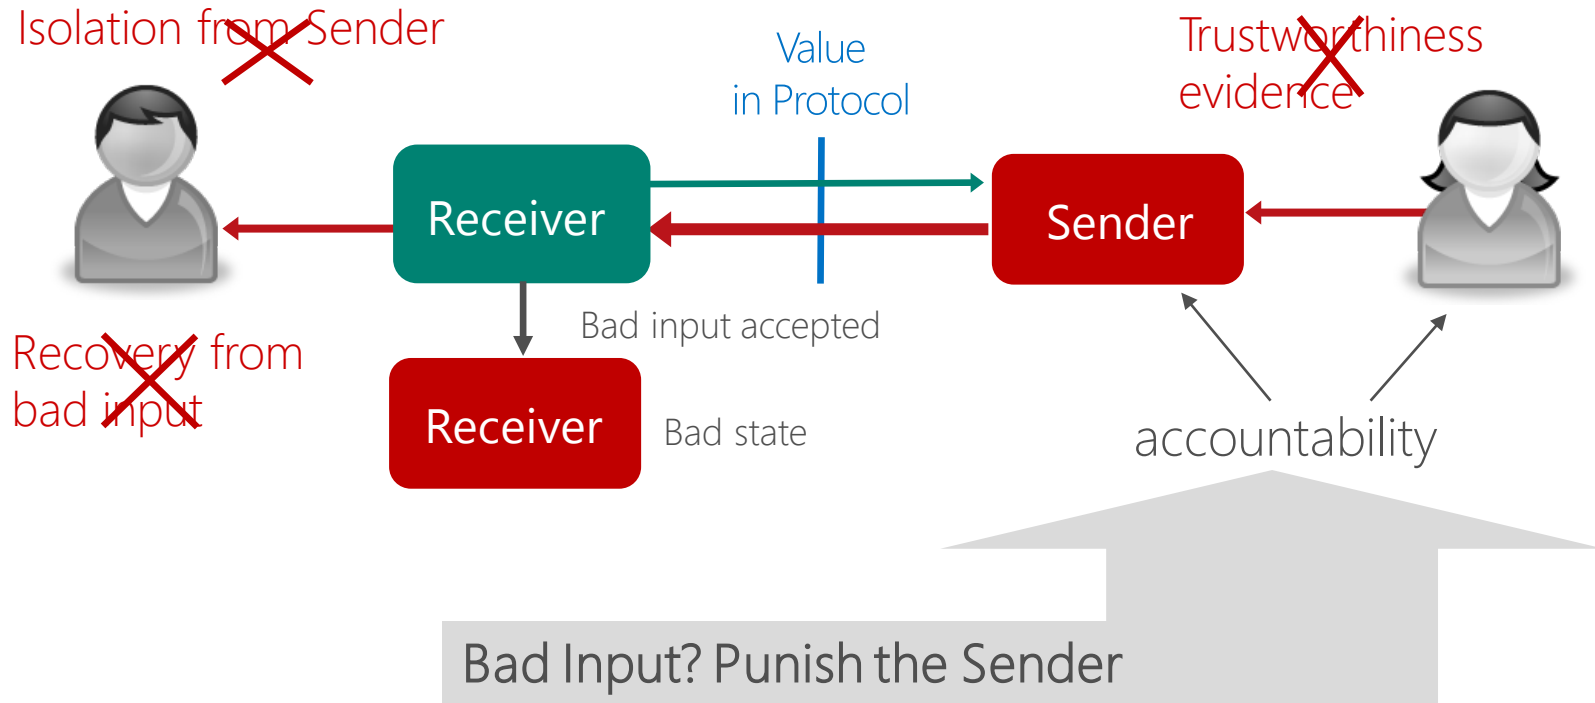 Isolation from Sender
Trustworthiness
evidence
Value
in Protocol
Receiver
Sender
Bad input accepted
Recovery from
bad input
Receiver
Bad state
accountability
Bad Input? Punish the Sender